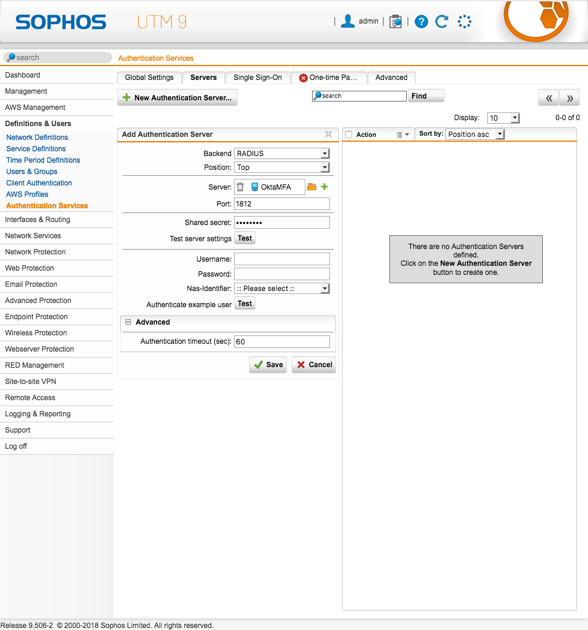 SOPHOS UTM 9
admin
search
Authentication Services
Dashboard
Management
AWS Management
Definitions & Users
Network Definitions
Service Definitions
Time Period Definitions
Users & Groups
Client Authentication
AWS Profiles
Authentication Services
Interfaces & Routing
Network Services
Network Protection
Web Protection
Email Protection
Advanced Protection
Endpoint Protection
Wireless Protection
Webserver Protection
RED Management
Site-to-site VPN
Remote Access
Logging & Reporting
Support
Log off
Global Settings Servers Single Sign-On One-time Pa... Advanced
+ New Authentication Server... search Find « »
Display: 10 0-0 of 0
Add Authentication Server
Backend RADIUS
Position: Top
Server: OktaMFA
Port: 1812
Shared secret: ••••••••
Test server settings Test
Username:
Password:
Nas-Identifier: :: Please select ::
Authenticate example user Test
Advanced
Authentication timeout (sec): 60
Save Cancel
Action Sort by: Position asc
There are no Authentication Servers
defined.
Click on the New Authentication Server
button to create one.
Release 9.506-2 © 2000-2018 Sophos Limited. All rights reserved.